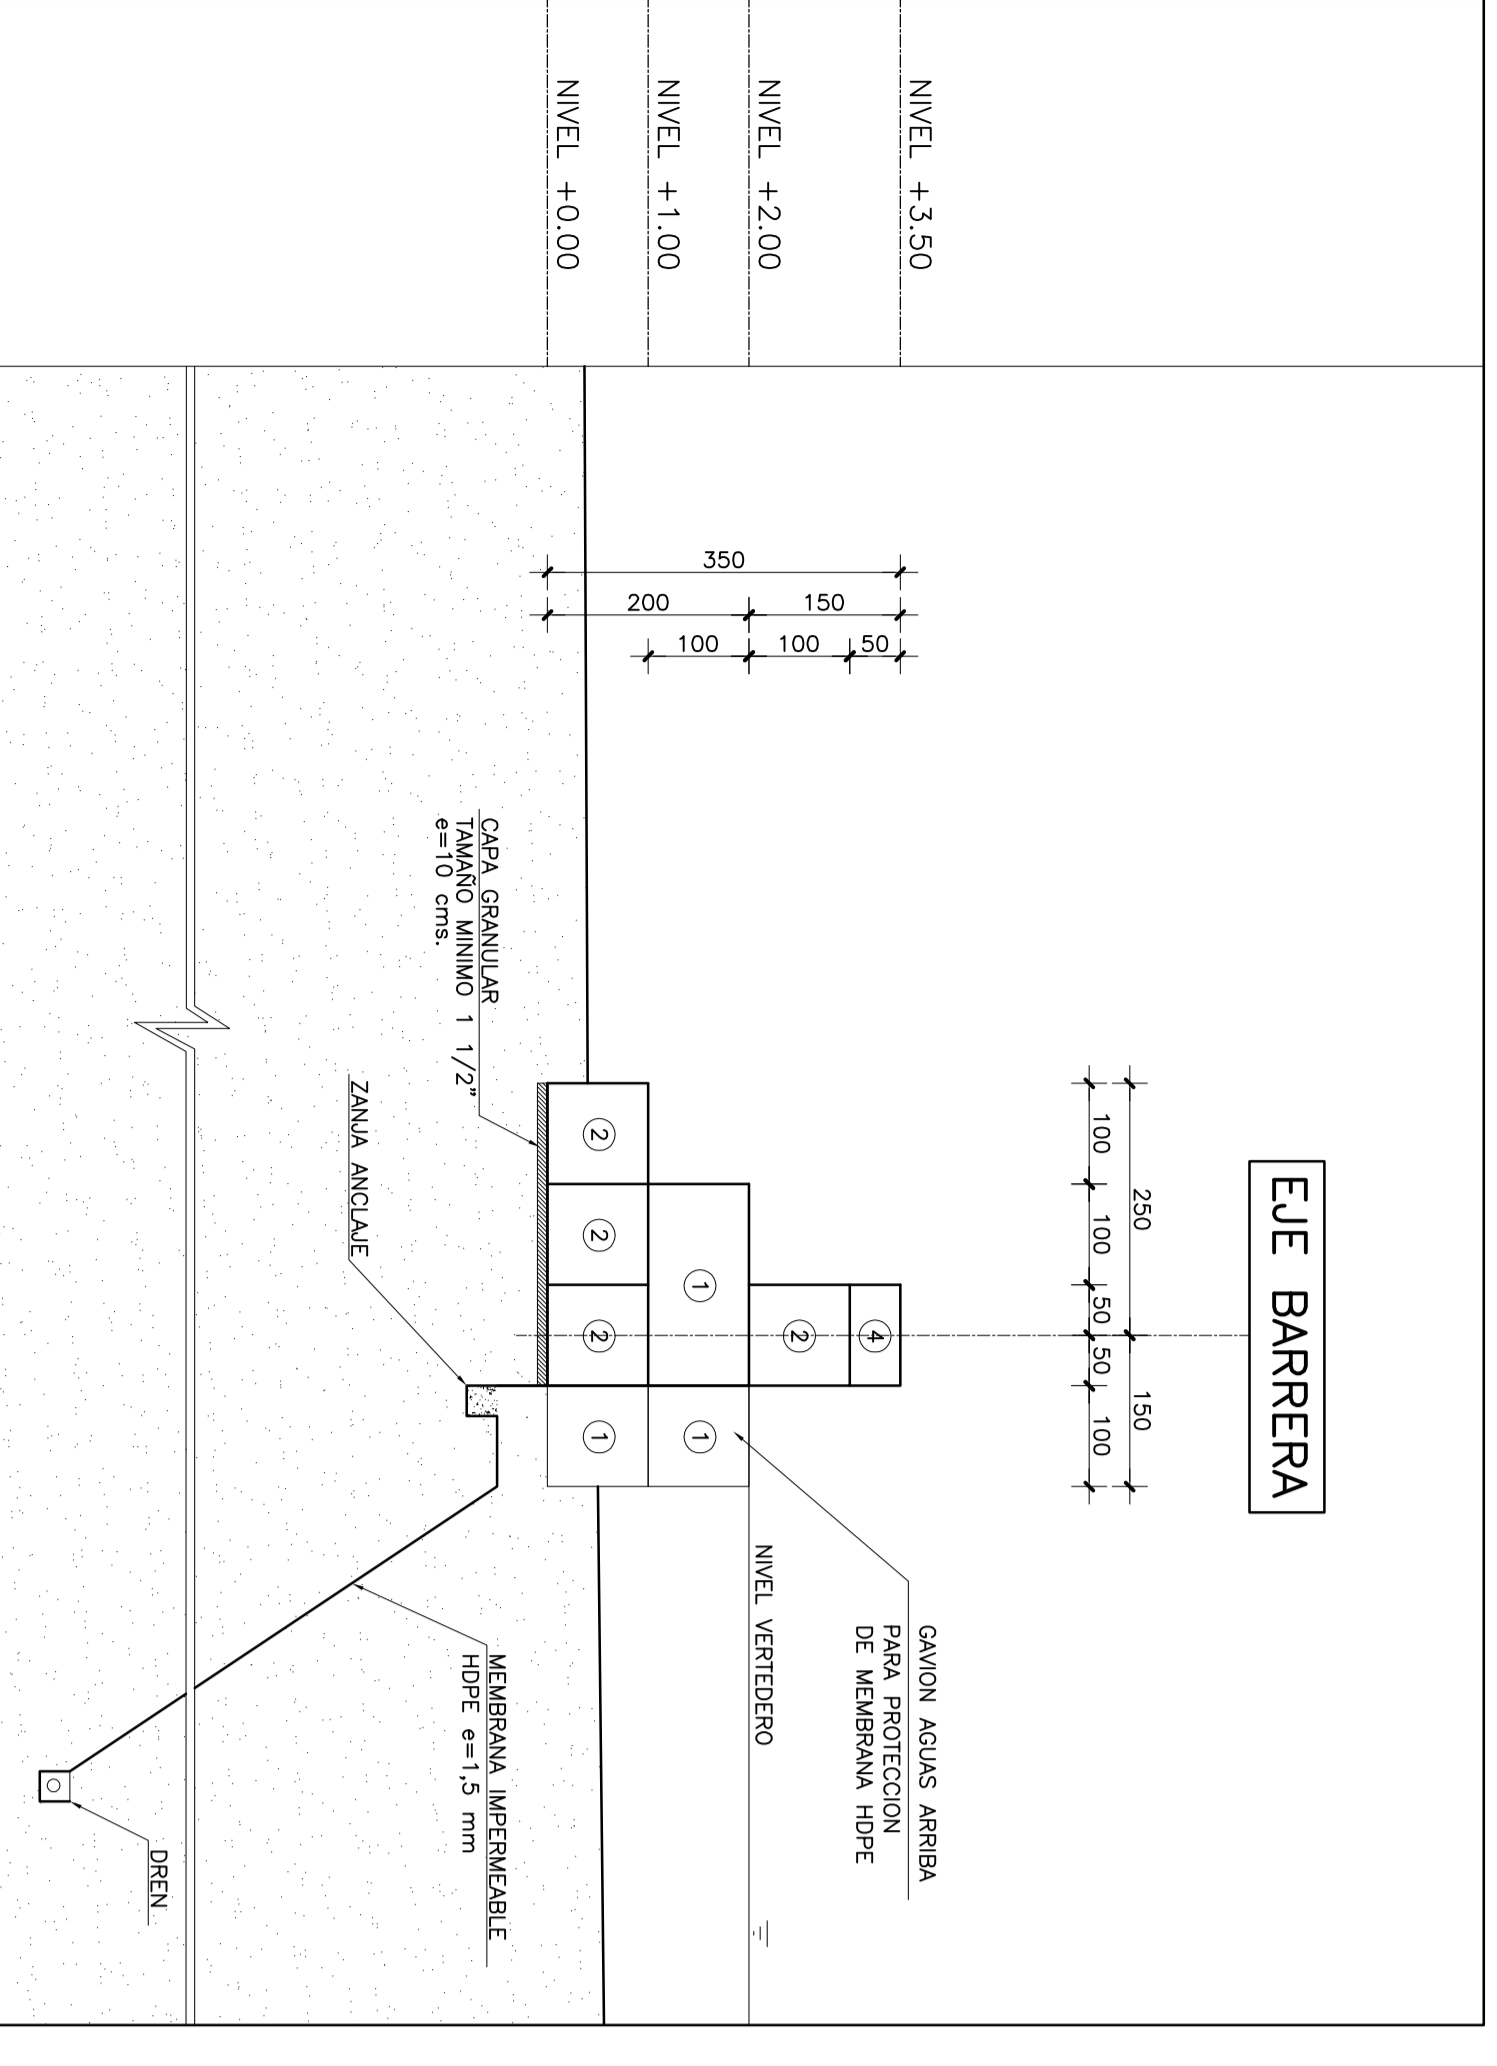 EJE BARRERA
250
150
100
100
50
50
100
NIVEL +3.50
NIVEL +2.00
NIVEL +1.00
NIVEL +0.00
350
200
150
100
100
50
4
2
1
1
2
2
2
1
GAVION AGUAS ARRIBA
PARA PROTECCION
DE MEMBRANA HDPE
NIVEL VERTEDERO
CAPA GRANULAR
TAMAÑO MINIMO 1 1/2"
e=10 cms.
ZANJA ANCLAJE
MEMBRANA IMPERMEABLE
HDPE e=1,5 mm
DREN